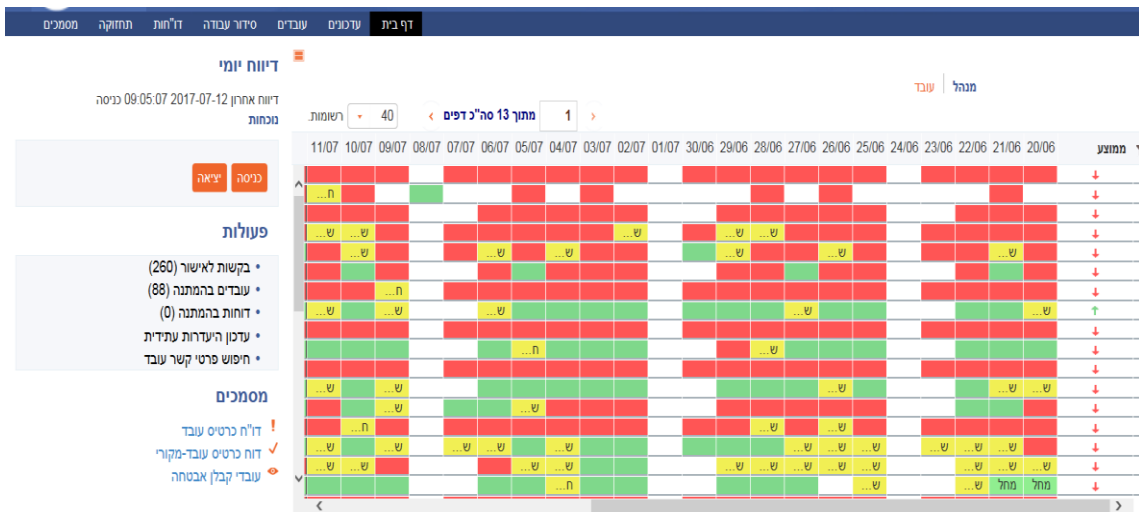 דף בית עדכונים עובדים סידור עבודה דו"חות תחזוקה מסמכים
מנהל עובד
1 מתוך 13 סה"כ דפים 40 רשומות.
ממוצע 20/06 21/06 22/06 23/06 24/06 25/06 26/06 27/06 28/06 29/06 30/06 01/07 02/07 03/07 04/07 05/07 06/07 07/07 08/07 09/07 10/07 11/07
ח...
ש... ש... ש... ש... ש...
ש... ש... ש... ש... ש... ש...
ח...
ש... ש... ש... ש... ש...
ש... ח...
ש... ש... ש... ש... ש...
ש... ש...
ש... ש... ח...
ש... ש... ש... ש... ש... ש... ש... ש... ש... ש... ש...
ש... ש... ש... ש... ש... ש... ש... ש... ש... ש... ש... ש...
מחל מחל ש... ש... ח...
דיווח יומי
דיווח אחרון 2017-07-12 09:05:07 כניסה
נוכחות
כניסה יציאה
פעולות
• בקשות לאישור (260)
• עובדים בהמתנה (88)
• דוחות בהמתנה (0)
• עדכון היעדרות עתידית
• חיפוש פרטי קשר עובד
מסמכים
דו"ח כרטיס עובד
דוח כרטיס עובד-מקורי
עובדי קבלן אבטחה